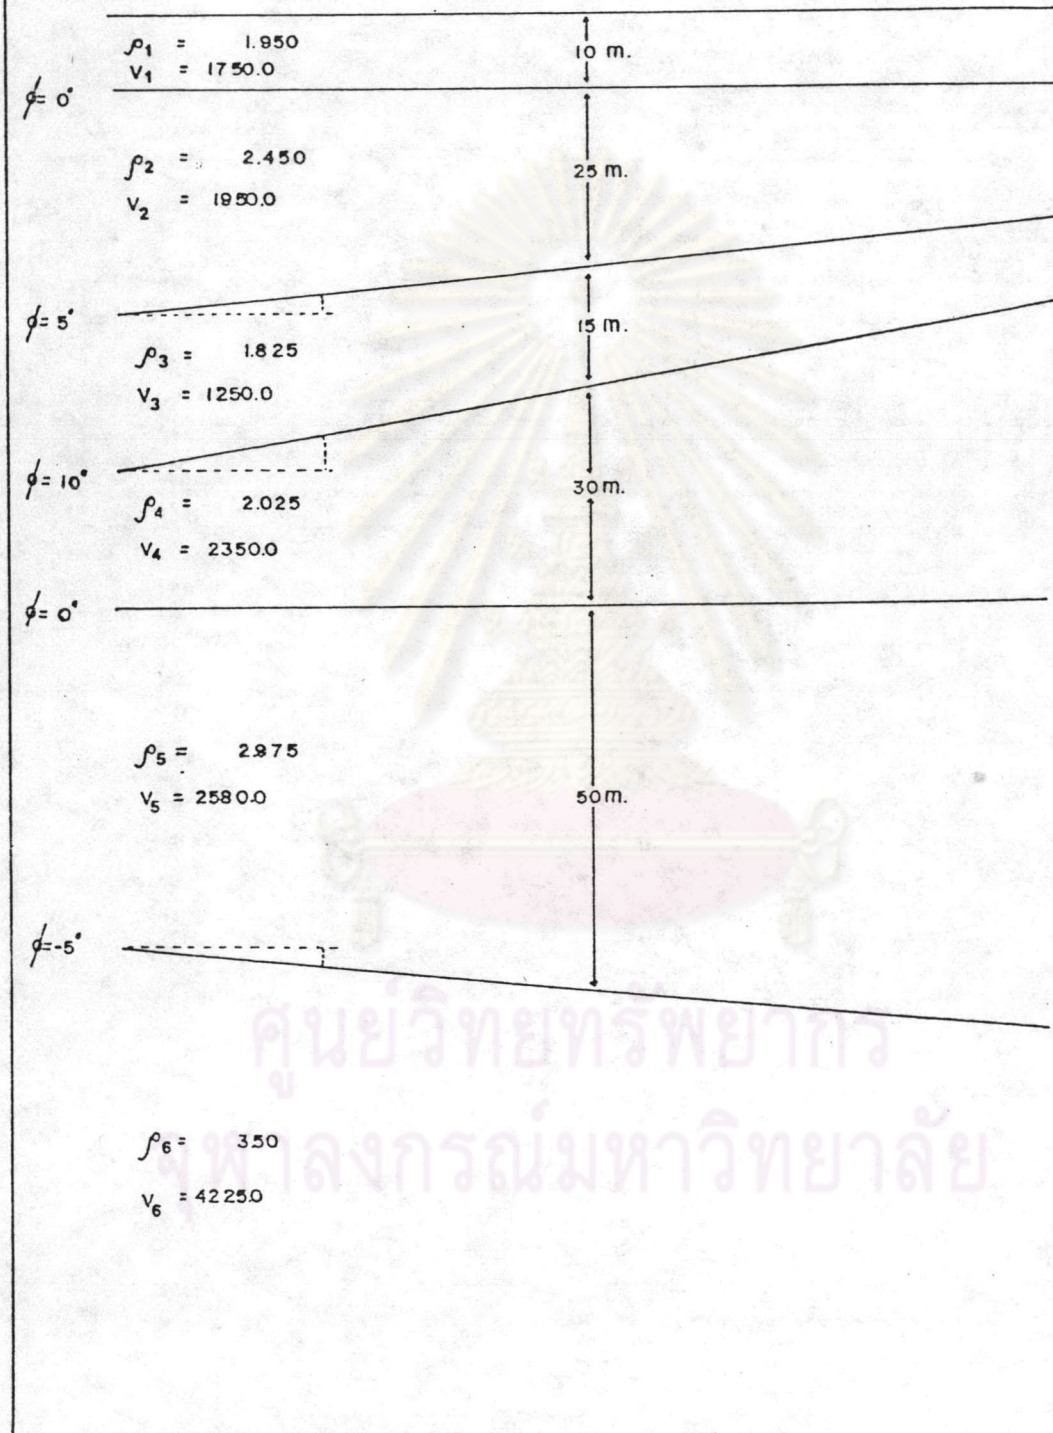 ρ1 = 1.950
V1 = 1750.0
10 m.
ϕ= 0°
ρ2 = 2.450
V2 = 1950.0
25 m.
ϕ= 5°
ρ3 = 1.825
V3 = 1250.0
15 m.
ϕ= 10°
ρ4 = 2.025
V4 = 2350.0
30 m.
ϕ= 0°
ρ5 = 2.975
V5 = 2580.0
50 m.
ϕ=-5°
ศูนย์วิทยทรัพยากร
ρ6 = 3.50
จุฬาลงกรณ์มหาวิทยาลัย
V6 = 4225.0